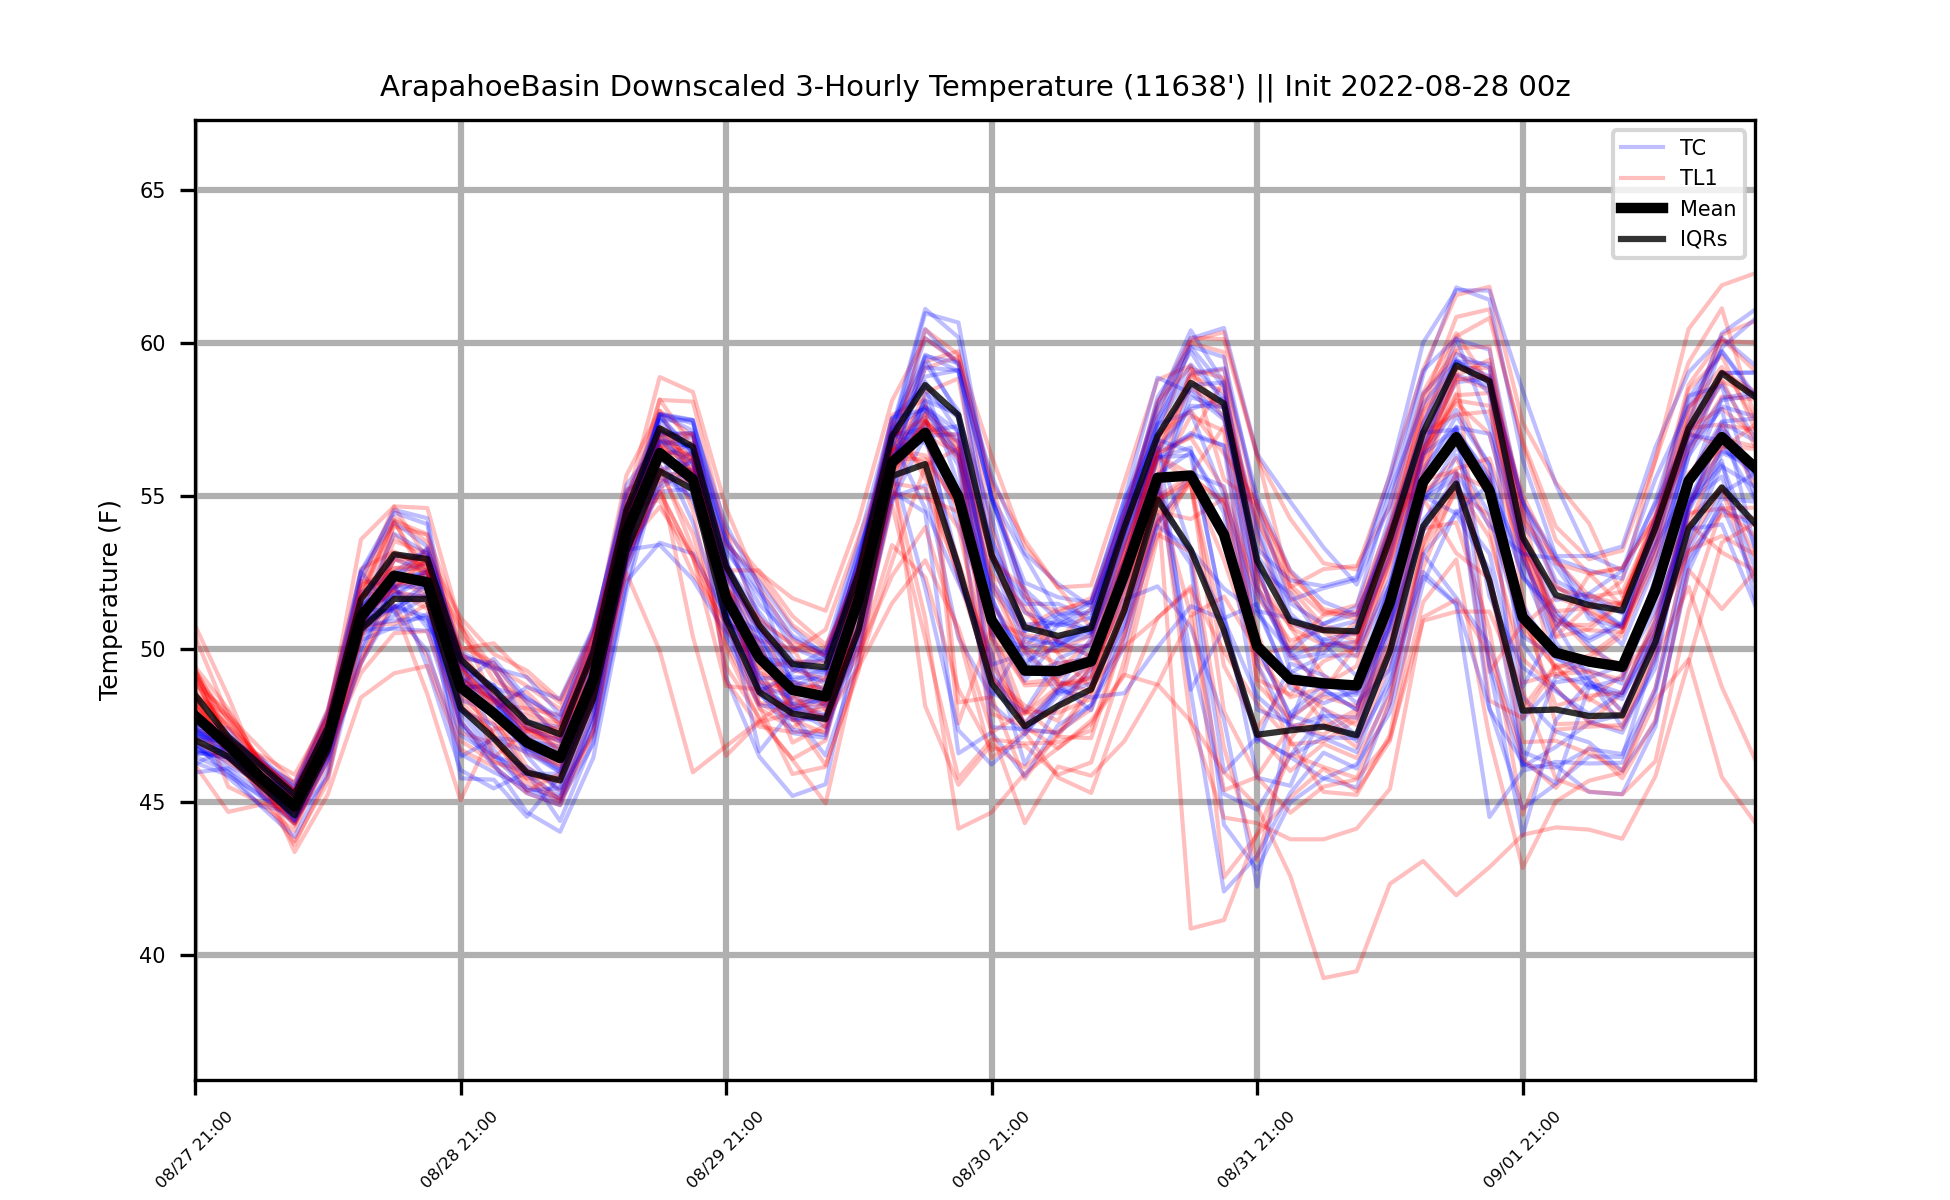 ArapahoeBasin Downscaled 3-Hourly Temperature (11638') || Init 2022-08-28 00z
TC
TL1
Mean
IQRs
Temperature (F)
65
60
55
50
45
40
08/27 21:00
08/28 21:00
08/29 21:00
08/30 21:00
08/31 21:00
09/01 21:00